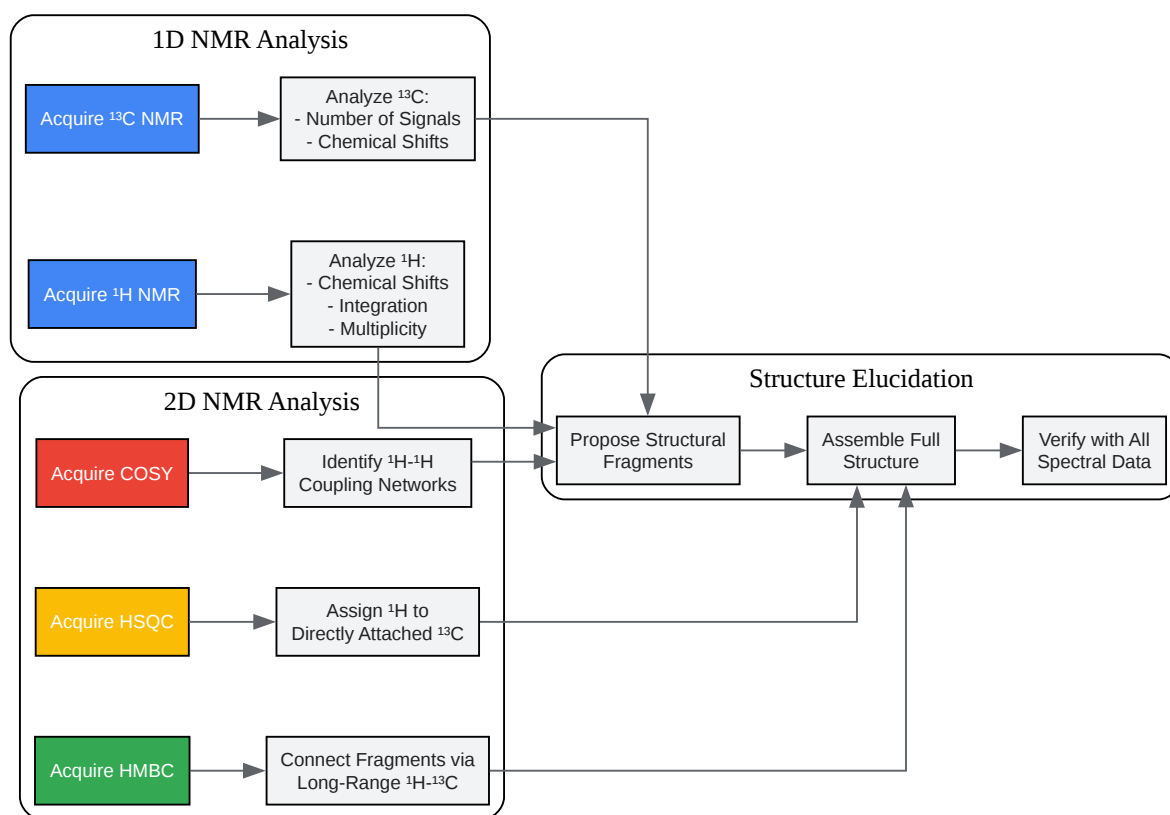 1D NMR Analysis
Acquire ¹³C NMR
Analyze ¹³C:
- Number of Signals
- Chemical Shifts
Acquire ¹H NMR
Analyze ¹H:
- Chemical Shifts
- Integration
- Multiplicity
2D NMR Analysis
Acquire COSY
Identify ¹H-¹H
Coupling Networks
Acquire HSQC
Assign ¹H to
Directly Attached ¹³C
Acquire HMBC
Connect Fragments via
Long-Range ¹H-¹³C
Structure Elucidation
Propose Structural
Fragments
Assemble Full
Structure
Verify with All
Spectral Data